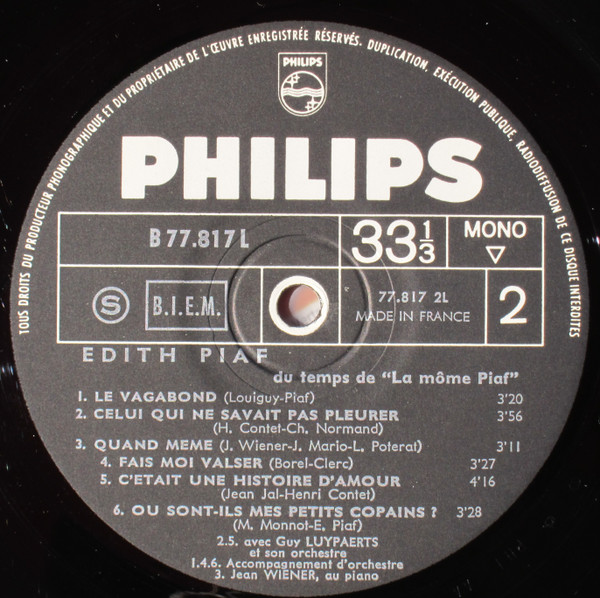 TOUS DROITS DU PRODUCTEUR PHONOGRAPHIQUE ET DU PROPRIÉTAIRE DE L'ŒUVRE ENREGISTRÉE RÉSERVÉS. DUPLICATION, EXÉCUTION PUBLIQUE, RADIODIFFUSION DE CE DISQUE INTERDITES
PHILIPS
PHILIPS
B 77.817 L
33 1/3
MONO
▽
S
B.I.E.M.
77.817 2L
MADE IN FRANCE
2
EDITH PIAF
du temps de "La môme Piaf"
1. LE VAGABOND (Louiguy-Piaf) 3'20
2. CELUI QUI NE SAVAIT PAS PLEURER 3'56
(H. Contet-Ch. Normand)
3. QUAND MEME (J. Wiener-J. Mario-L. Poterat) 3'11
4. FAIS MOI VALSER (Borel-Clerc) 3'27
5. C'ETAIT UNE HISTOIRE D'AMOUR 4'16
(Jean Jal-Henri Contet)
6. OU SONT-ILS MES PETITS COPAINS ? 3'28
(M. Monnot-E. Piaf)
2.5. avec Guy LUYPAERTS
et son orchestre
1.4.6. Accompagnement d'orchestre
3. Jean WIENER, au piano